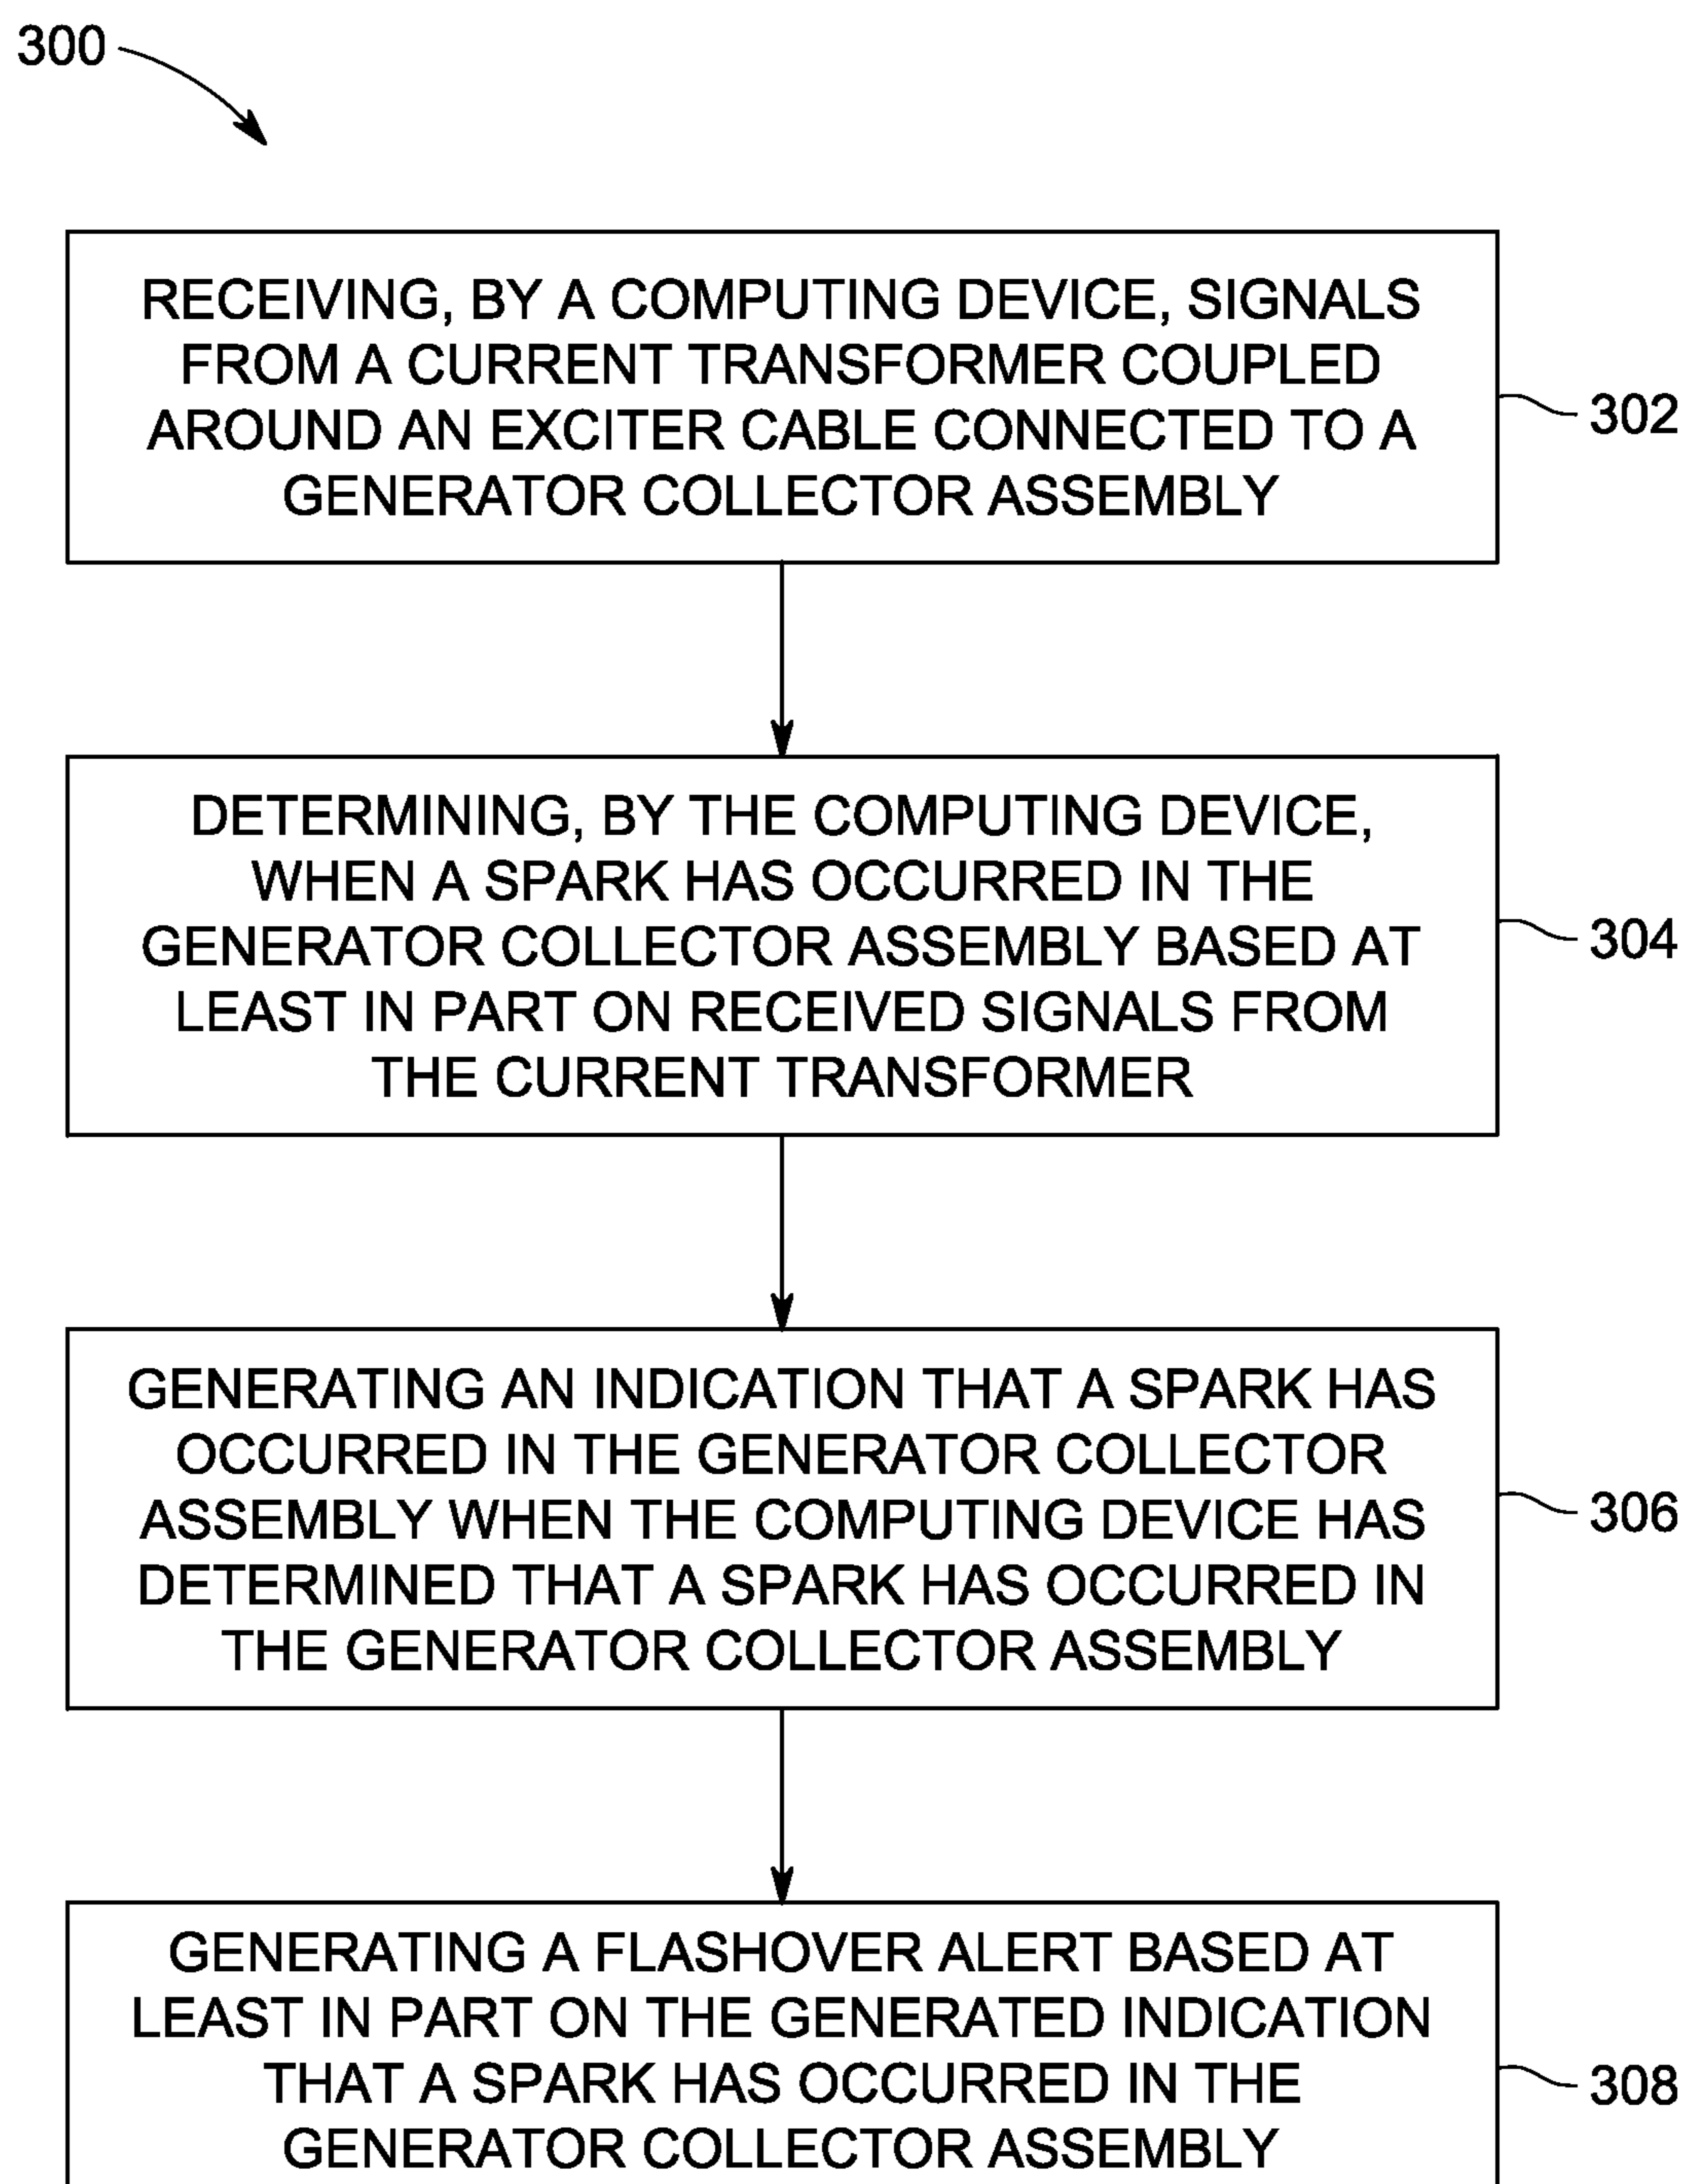 300
RECEIVING, BY A COMPUTING DEVICE, SIGNALS
FROM A CURRENT TRANSFORMER COUPLED
AROUND AN EXCITER CABLE CONNECTED TO A
GENERATOR COLLECTOR ASSEMBLY
302
DETERMINING, BY THE COMPUTING DEVICE,
WHEN A SPARK HAS OCCURRED IN THE
GENERATOR COLLECTOR ASSEMBLY BASED AT
LEAST IN PART ON RECEIVED SIGNALS FROM
THE CURRENT TRANSFORMER
304
GENERATING AN INDICATION THAT A SPARK HAS
OCCURRED IN THE GENERATOR COLLECTOR
ASSEMBLY WHEN THE COMPUTING DEVICE HAS
DETERMINED THAT A SPARK HAS OCCURRED IN
THE GENERATOR COLLECTOR ASSEMBLY
306
GENERATING A FLASHOVER ALERT BASED AT
LEAST IN PART ON THE GENERATED INDICATION
THAT A SPARK HAS OCCURRED IN THE
GENERATOR COLLECTOR ASSEMBLY
308